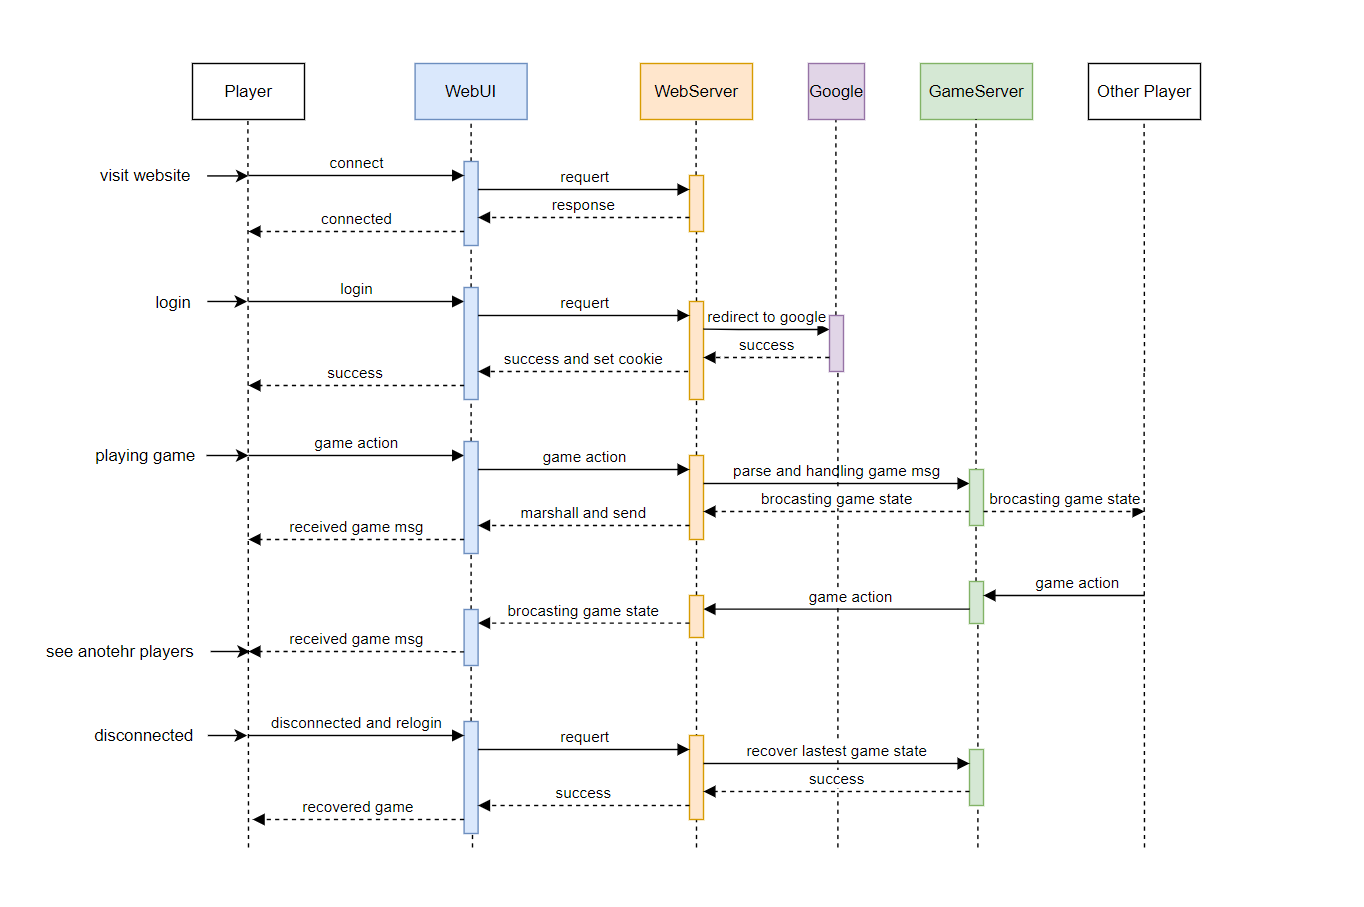 Player
WebUI
WebServer
Google
GameServer
Other Player
visit website
connect
requert
response
connected
login
login
requert
redirect to google
success
success and set cookie
success
playing game
game action
game action
parse and handling game msg
brocasting game state
brocasting game state
marshall and send
received game msg
game action
game action
brocasting game state
received game msg
see anotehr players
disconnected
disconnected and relogin
requert
recover lastest game state
success
success
recovered game